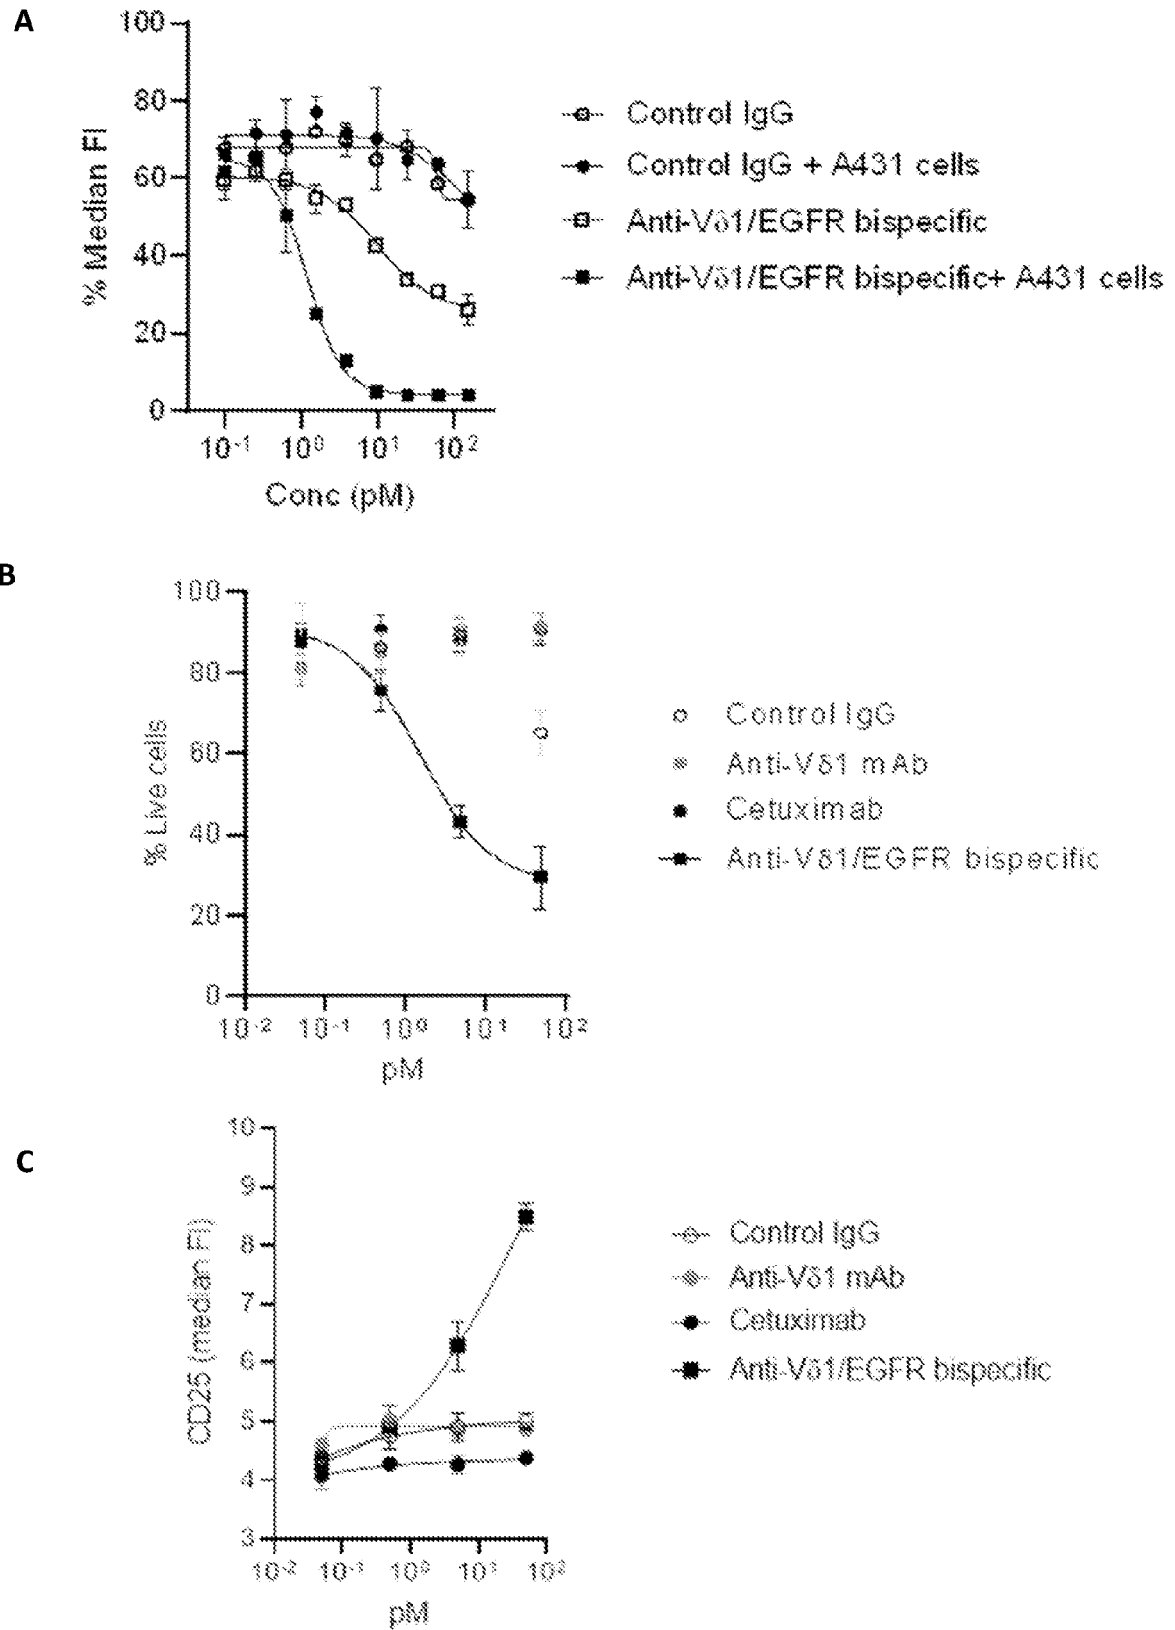 A
100
80
60
40
20
0
% Median FI
10-1 100 101 102
Conc (pM)
Control IgG
Control IgG + A431 cells
Anti-Vδ1/EGFR bispecific
Anti-Vδ1/EGFR bispecific+ A431 cells
B
100
80
60
40
20
0
% Live cells
10-2 10-1 100 101 102
pM
Control IgG
Anti-Vδ1 mAb
Cetuximab
Anti-Vδ1/EGFR bispecific
C
10
9
8
7
6
5
4
3
CD25 (median FI)
10-2 10-1 100 101 102
pM
Control IgG
Anti-Vδ1 mAb
Cetuximab
Anti-Vδ1/EGFR bispecific